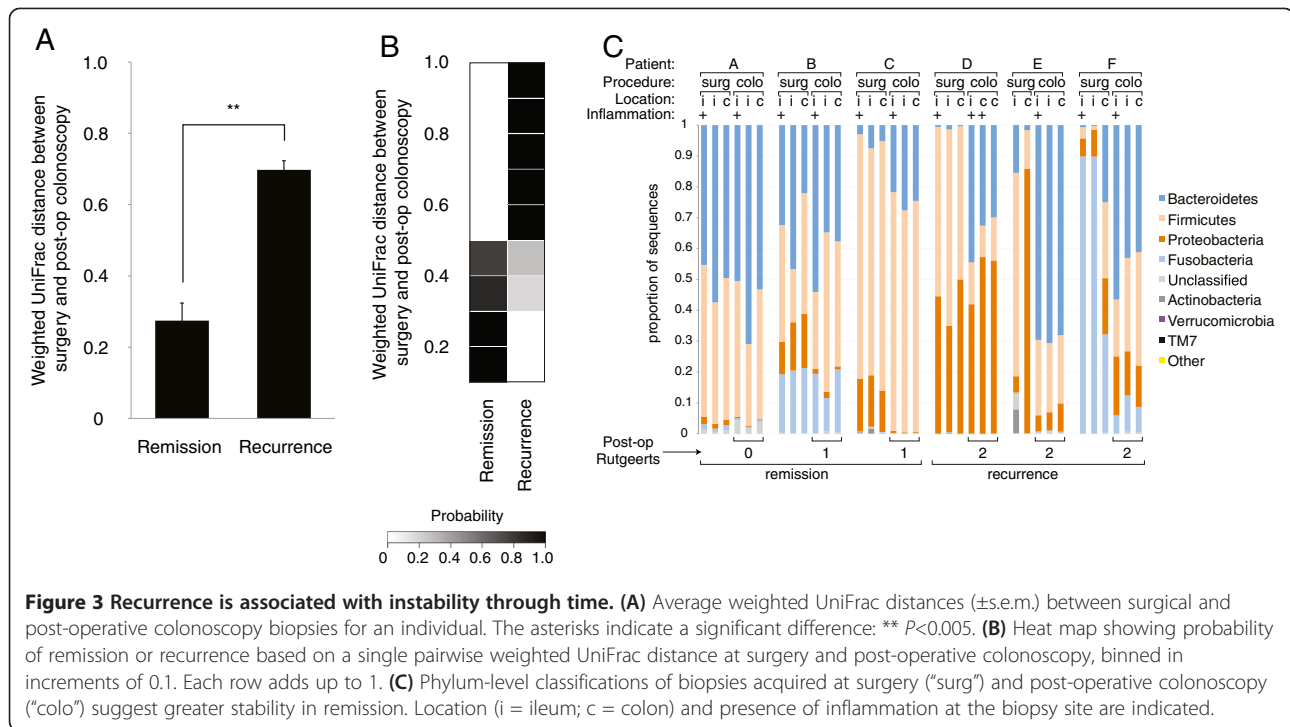 A
Weighted UniFrac distance between
surgery and post-op colonoscopy
1.0
0.8
0.6
0.4
0.2
0
**
Remission
Recurrence
B
Weighted UniFrac distance between
surgery and post-op colonoscopy
1.0
0.8
0.6
0.4
0.2
Remission
Recurrence
Probability
0 0.2 0.4 0.6 0.8 1.0
C
Patient: A B C D E F
Procedure: surg colo surg colo surg colo surg colo surg colo surg colo
Location: i i c i i c i i c i i c i i c i i c i i c i i c i c i i c i i c i i c
Inflammation: + + + + + + + ++ + + +
proportion of sequences
1
0.9
0.8
0.7
0.6
0.5
0.4
0.3
0.2
0.1
0
Bacteroidetes
Firmicutes
Proteobacteria
Fusobacteria
Unclassified
Actinobacteria
Verrucomicrobia
TM7
Other
Post-op
Rutgeerts
0 1 1 2 2 2
remission recurrence
Figure 3 Recurrence is associated with instability through time. (A) Average weighted UniFrac distances (±s.e.m.) between surgical and
post-operative colonoscopy biopsies for an individual. The asterisks indicate a significant difference: ** P<0.005. (B) Heat map showing probability
of remission or recurrence based on a single pairwise weighted UniFrac distance at surgery and post-operative colonoscopy, binned in
increments of 0.1. Each row adds up to 1. (C) Phylum-level classifications of biopsies acquired at surgery (“surg”) and post-operative colonoscopy
(“colo”) suggest greater stability in remission. Location (i = ileum; c = colon) and presence of inflammation at the biopsy site are indicated.